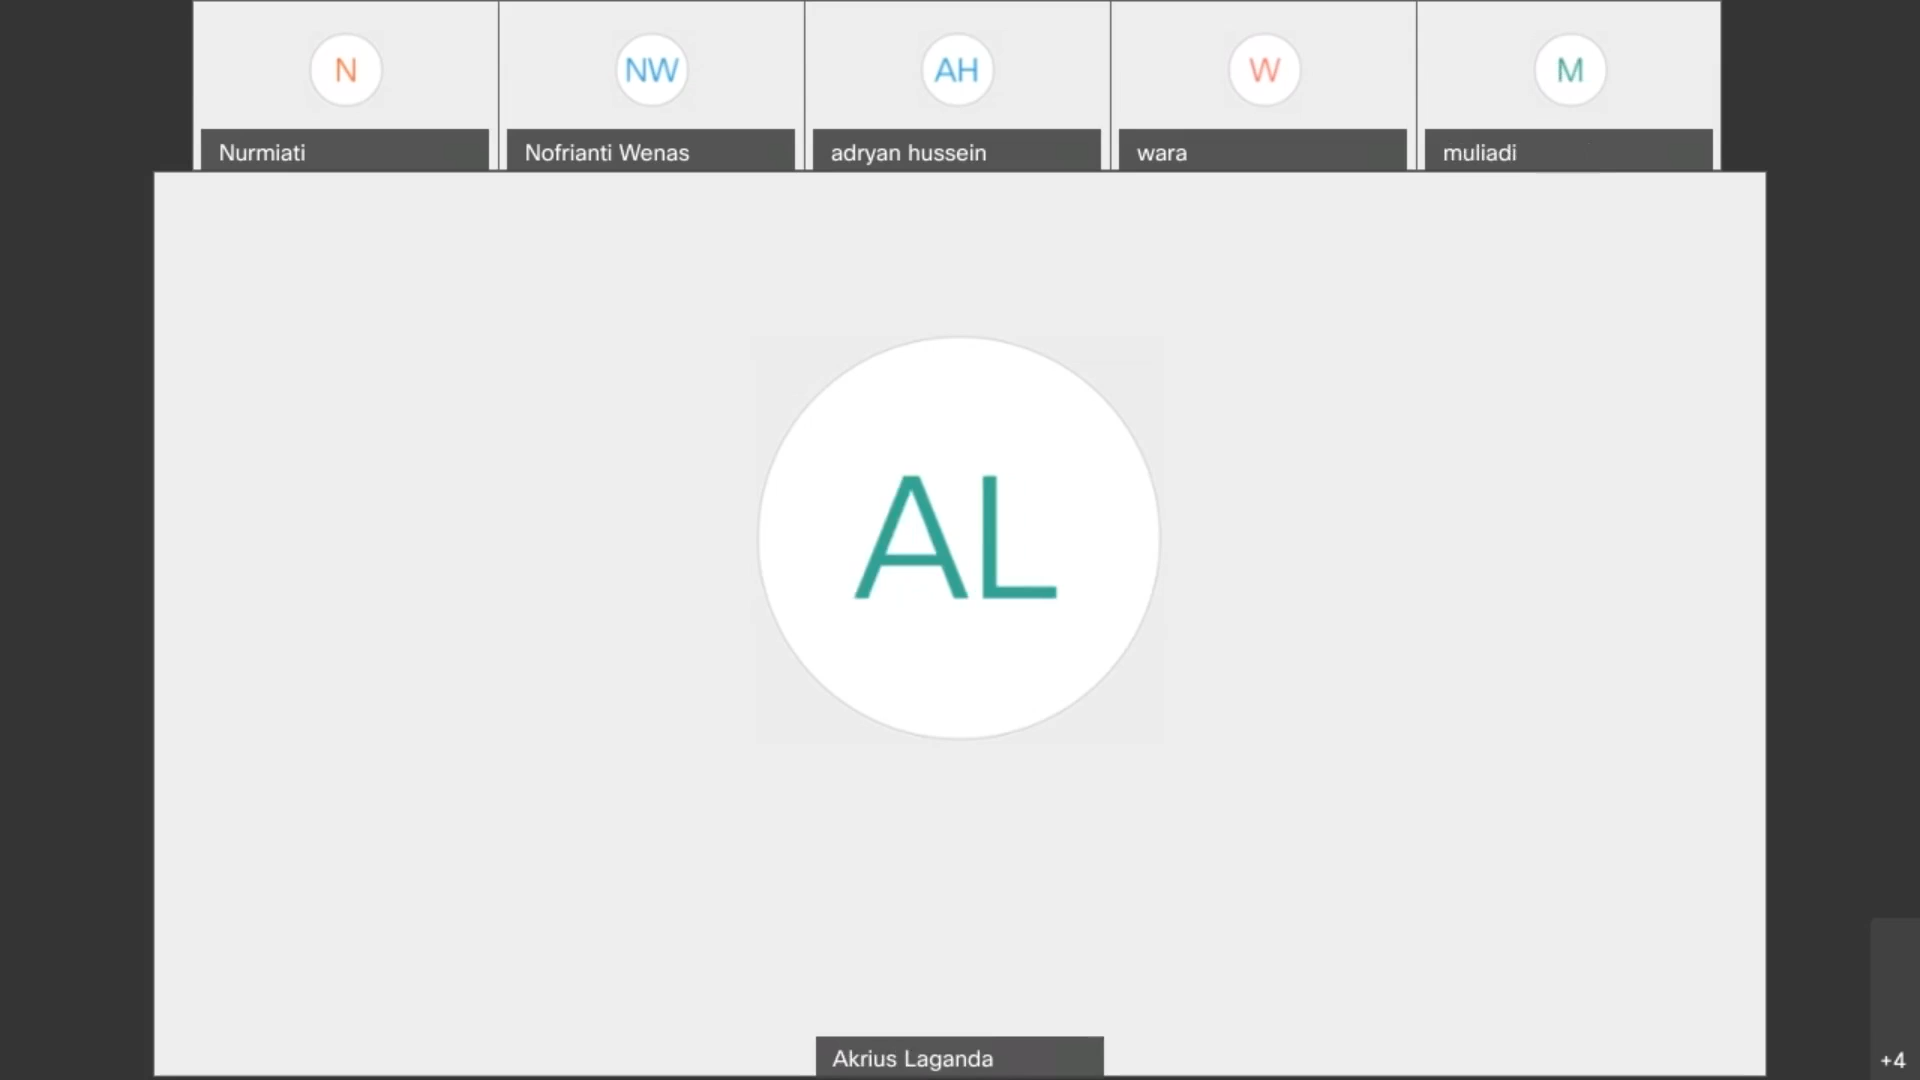 N
NW
AH
W
M
Nurmiati
Nofrianti Wenas
adryan hussein
wara
muliadi
AL
Akrius Laganda
+4